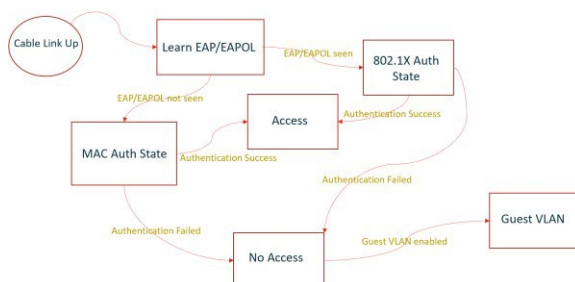 Cable Link Up
Learn EAP/EAPOL
EAP/EAPOL seen
802.1X Auth
State
EAP/EAPOL not seen
Access
Authentication Success
MAC Auth State
Authentication Success
Authentication Failed
Authentication Failed
Guest VLAN
Guest VLAN enabled
No Access